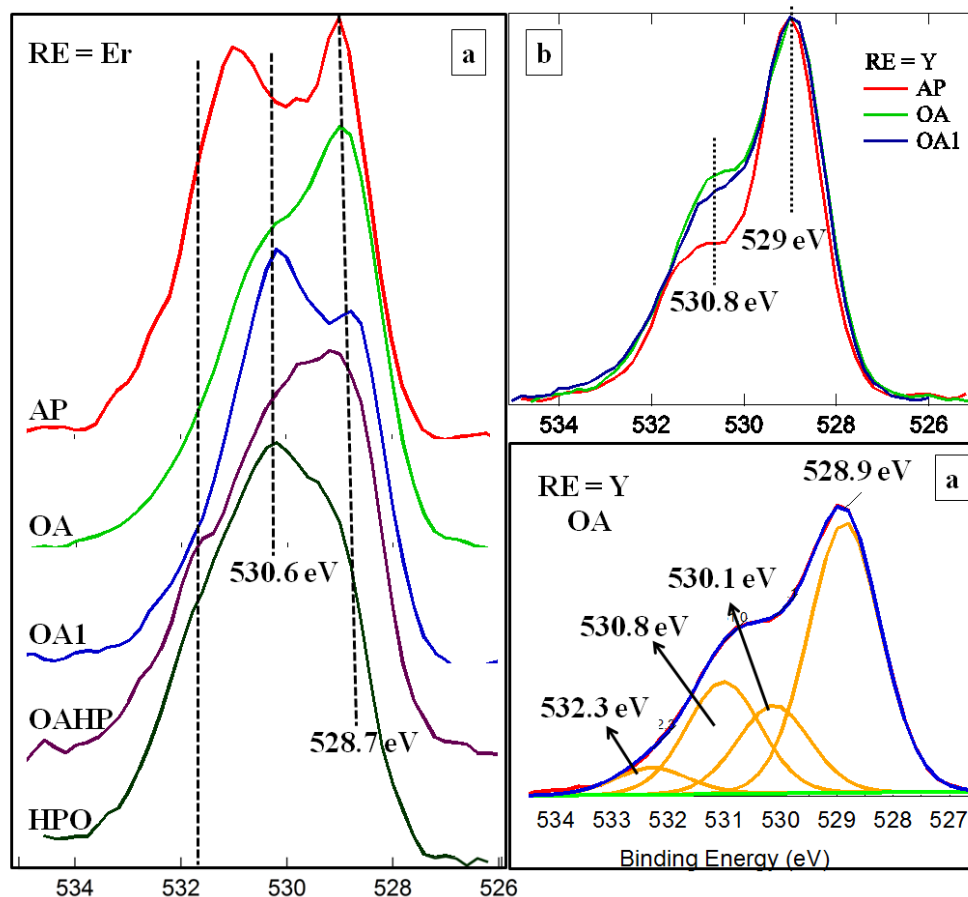 RE = Er
a
AP
OA
OA1
OAHP
HPO
530.6 eV
528.7 eV
534
532
530
528
526
b
RE = Y
AP
OA
OA1
529 eV
530.8 eV
534
532
530
528
526
RE = Y
OA
a
528.9 eV
530.1 eV
530.8 eV
532.3 eV
534
533
532
531
530
529
528
527
Binding Energy (eV)